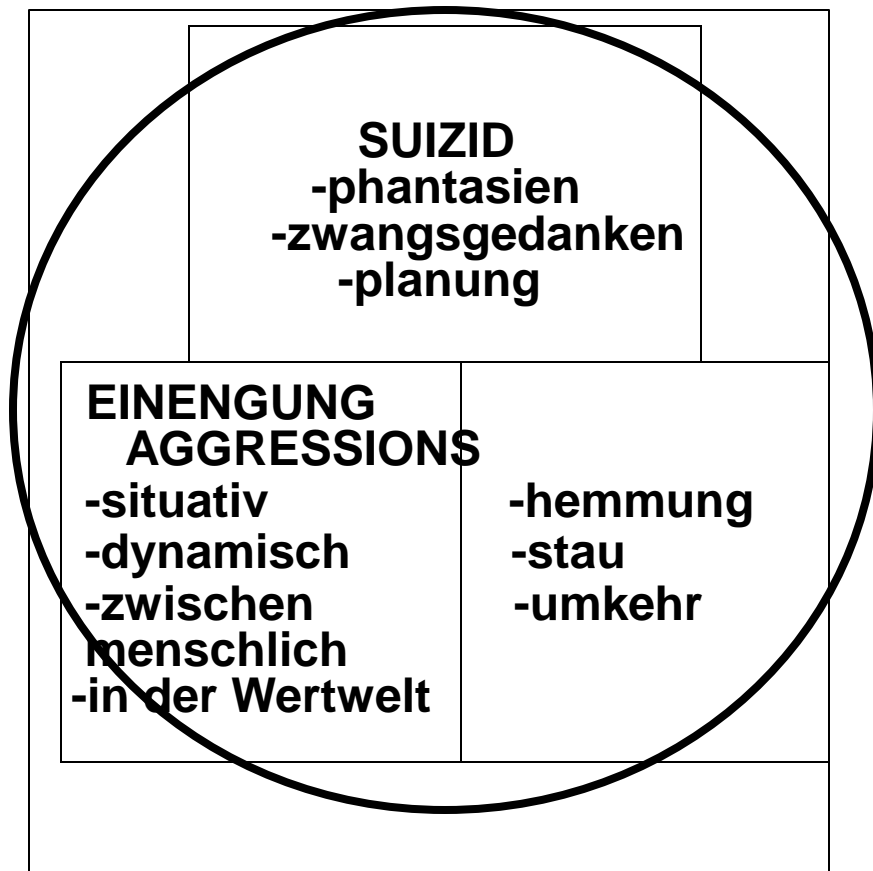 SUIZID
-phantasien
-zwangsgedanken
-planung
EINENGUNG
AGGRESSIONS
-situativ
-dynamisch
-zwischen
menschlich
-in der Wertwelt
-hemmung
-stau
-umkehr